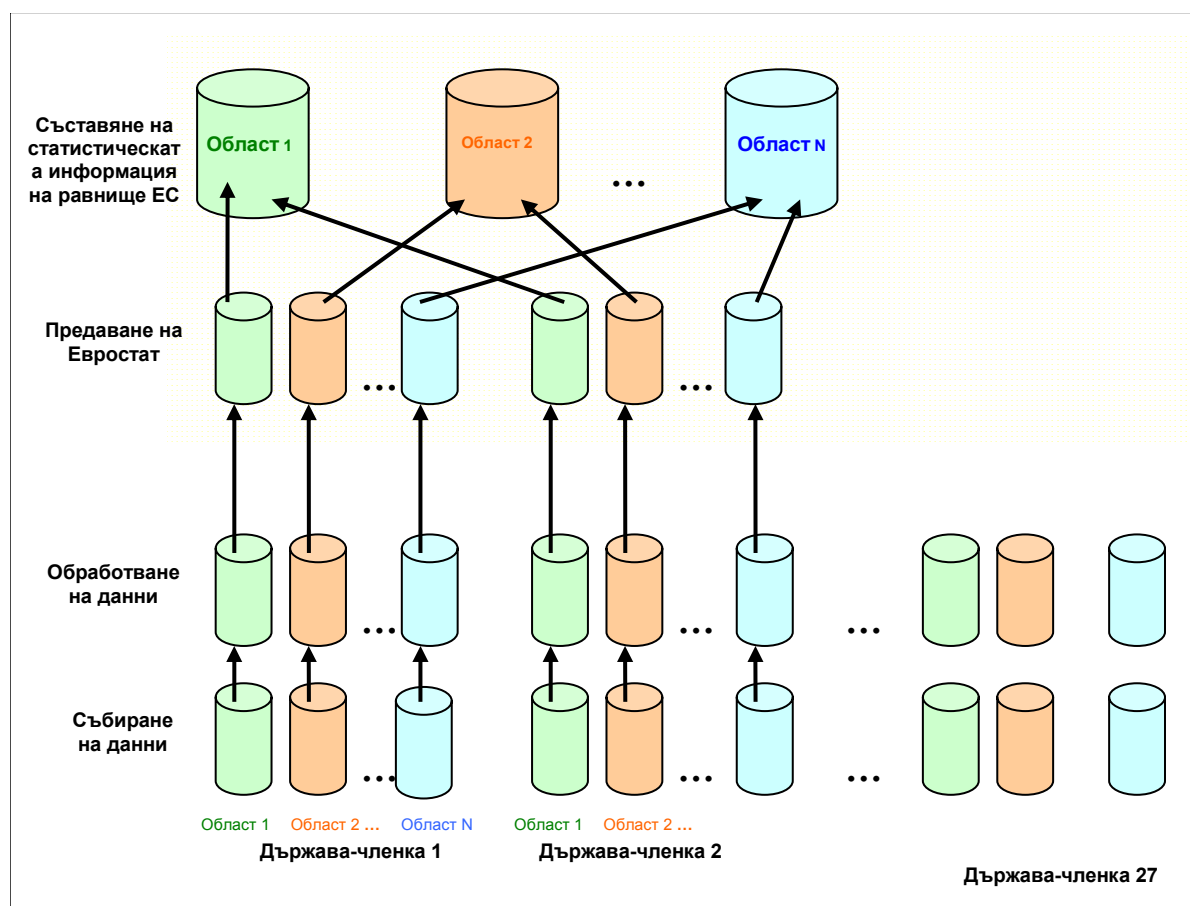 Съставяне на
статистическат
а информация
на равнище ЕС
Област 1
Област 2
Област N
...
Предаване на
Евростат
... ...
Обработване
на данни
... ... ...
Събиране
на данни
... ... ...
Област 1 Област 2 ... Област N Област 1 Област 2 ...
Държава-членка 1 Държава-членка 2
Държава-членка 27